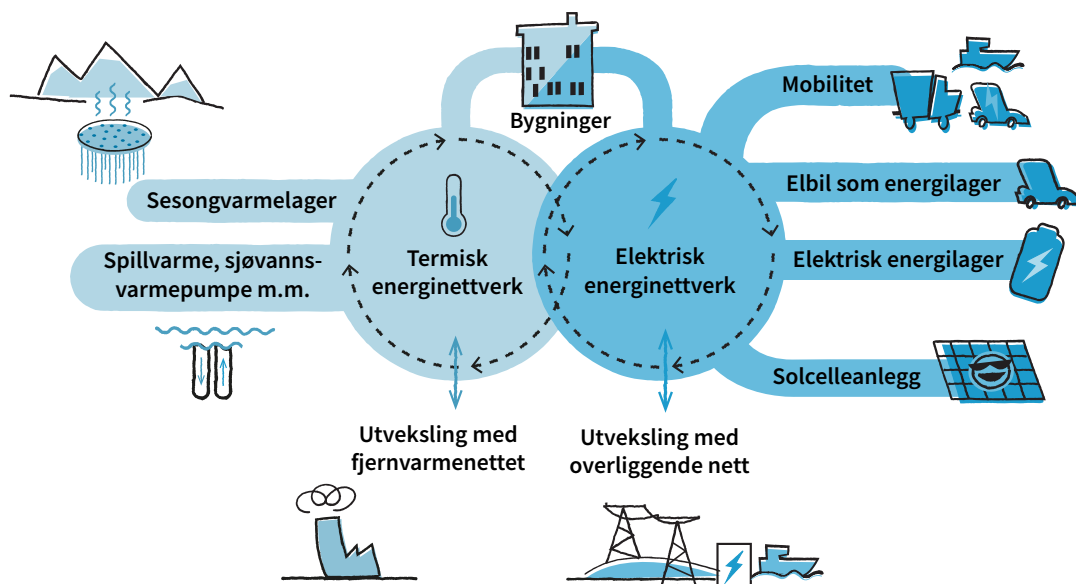 Bygninger
Mobilitet
Sesongvarmelager
Elbil som energilager
Spillvarme, sjøvanns-
varmepumpe m.m.
Termisk
energinettverk
Elektrisk
energinettverk
Elektrisk energilager
Solcelleanlegg
Utveksling med
fjernvarmenettet
Utveksling med
overliggende nett